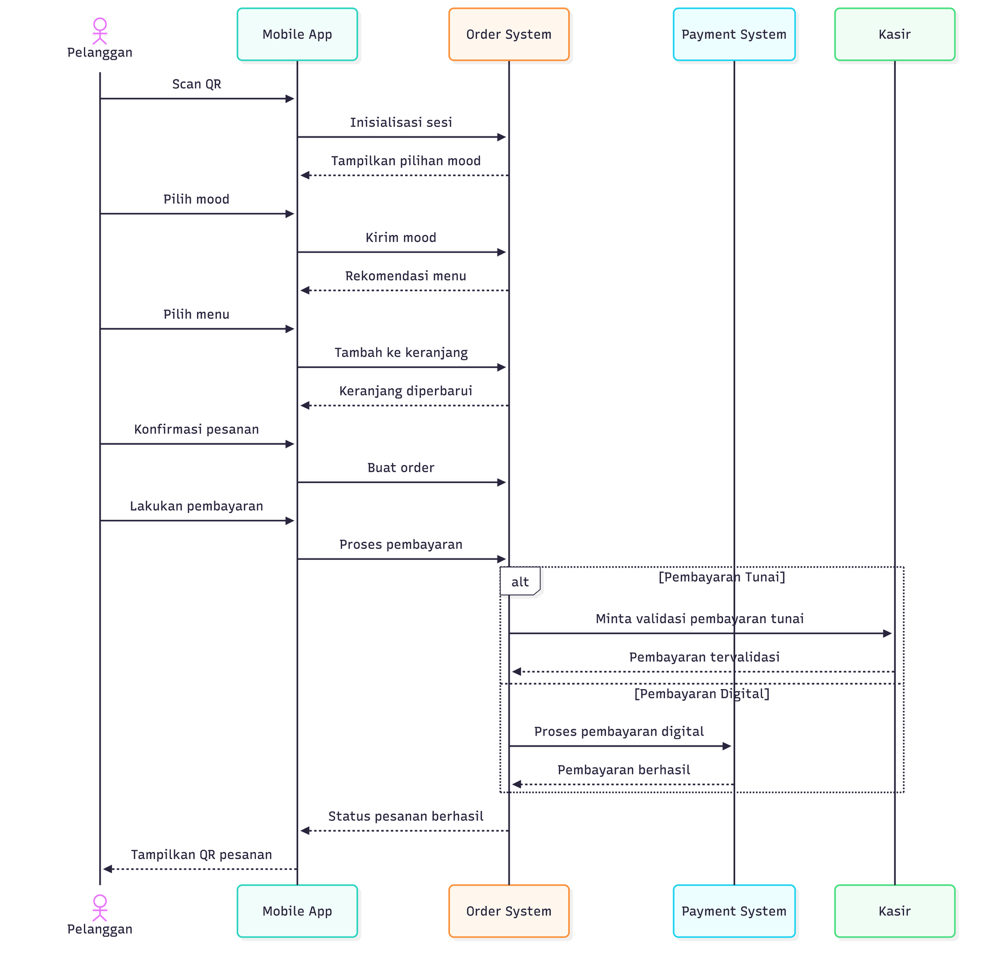 Pelanggan
Mobile App
Order System
Payment System
Kasir
Scan QR
Inisialisasi sesi
Tampilkan pilihan mood
Pilih mood
Kirim mood
Rekomendasi menu
Pilih menu
Tambah ke keranjang
Keranjang diperbarui
Konfirmasi pesanan
Buat order
Lakukan pembayaran
Proses pembayaran
alt
[Pembayaran Tunai]
Minta validasi pembayaran tunai
Pembayaran tervalidasi
[Pembayaran Digital]
Proses pembayaran digital
Pembayaran berhasil
Status pesanan berhasil
Tampilkan QR pesanan
Pelanggan
Mobile App
Order System
Payment System
Kasir